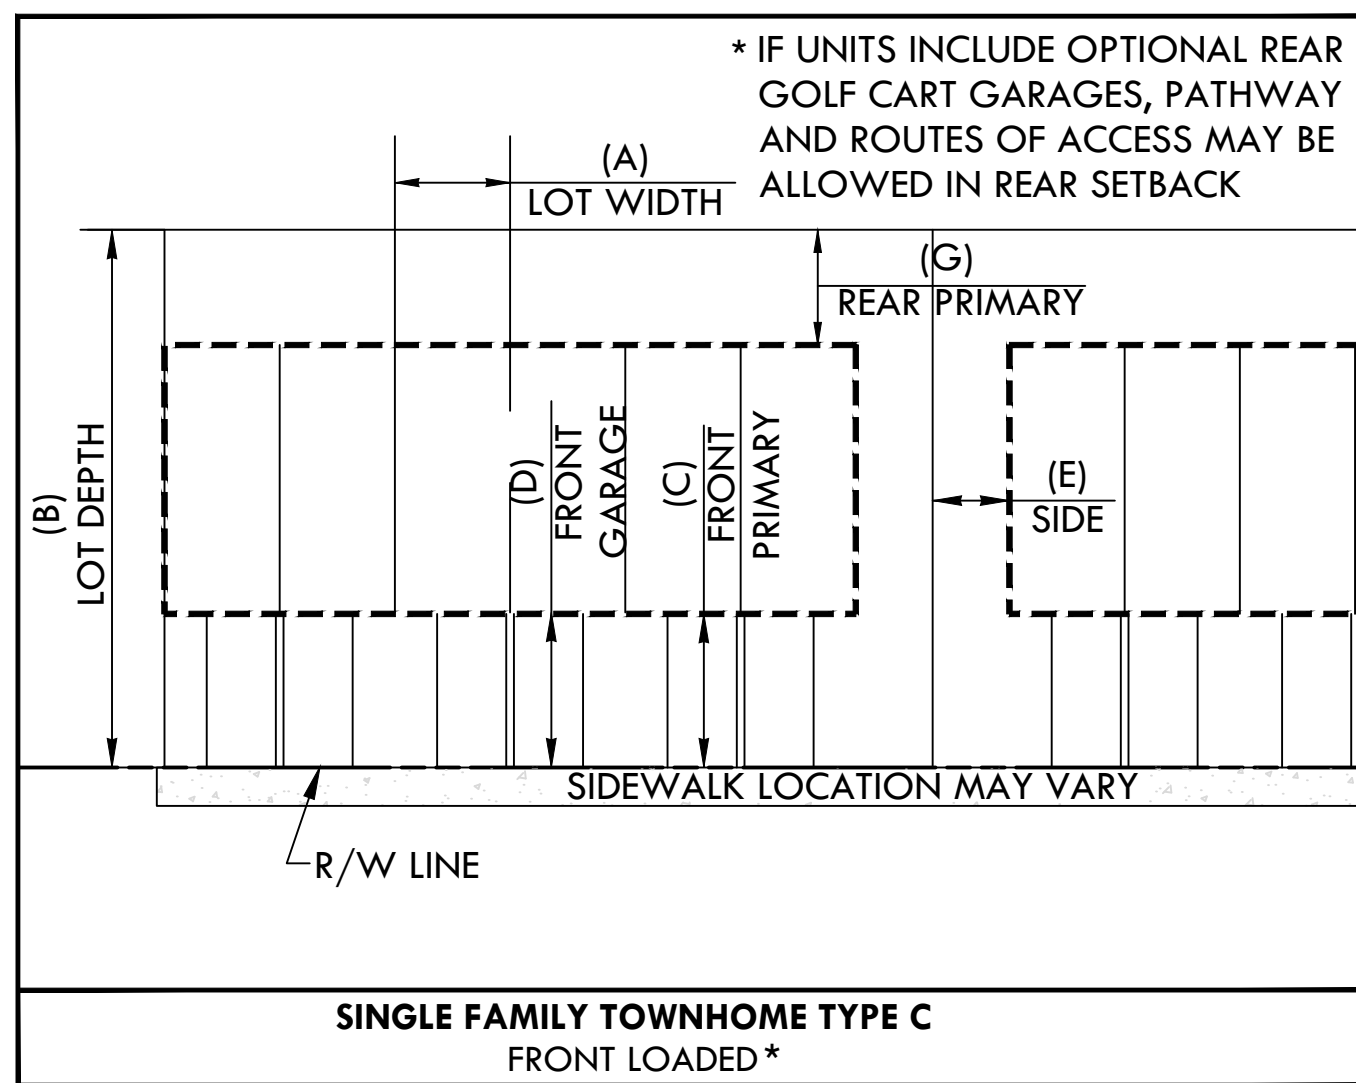 * IF UNITS INCLUDE OPTIONAL REAR
GOLF CART GARAGES, PATHWAY
AND ROUTES OF ACCESS MAY BE
ALLOWED IN REAR SETBACK
(A)
LOT WIDTH
(G)
REAR PRIMARY
(B)
LOT DEPTH
(D)
FRONT
GARAGE
(C)
FRONT
PRIMARY
(E)
SIDE
SIDEWALK LOCATION MAY VARY
R/W LINE
SINGLE FAMILY TOWNHOME TYPE C
FRONT LOADED*